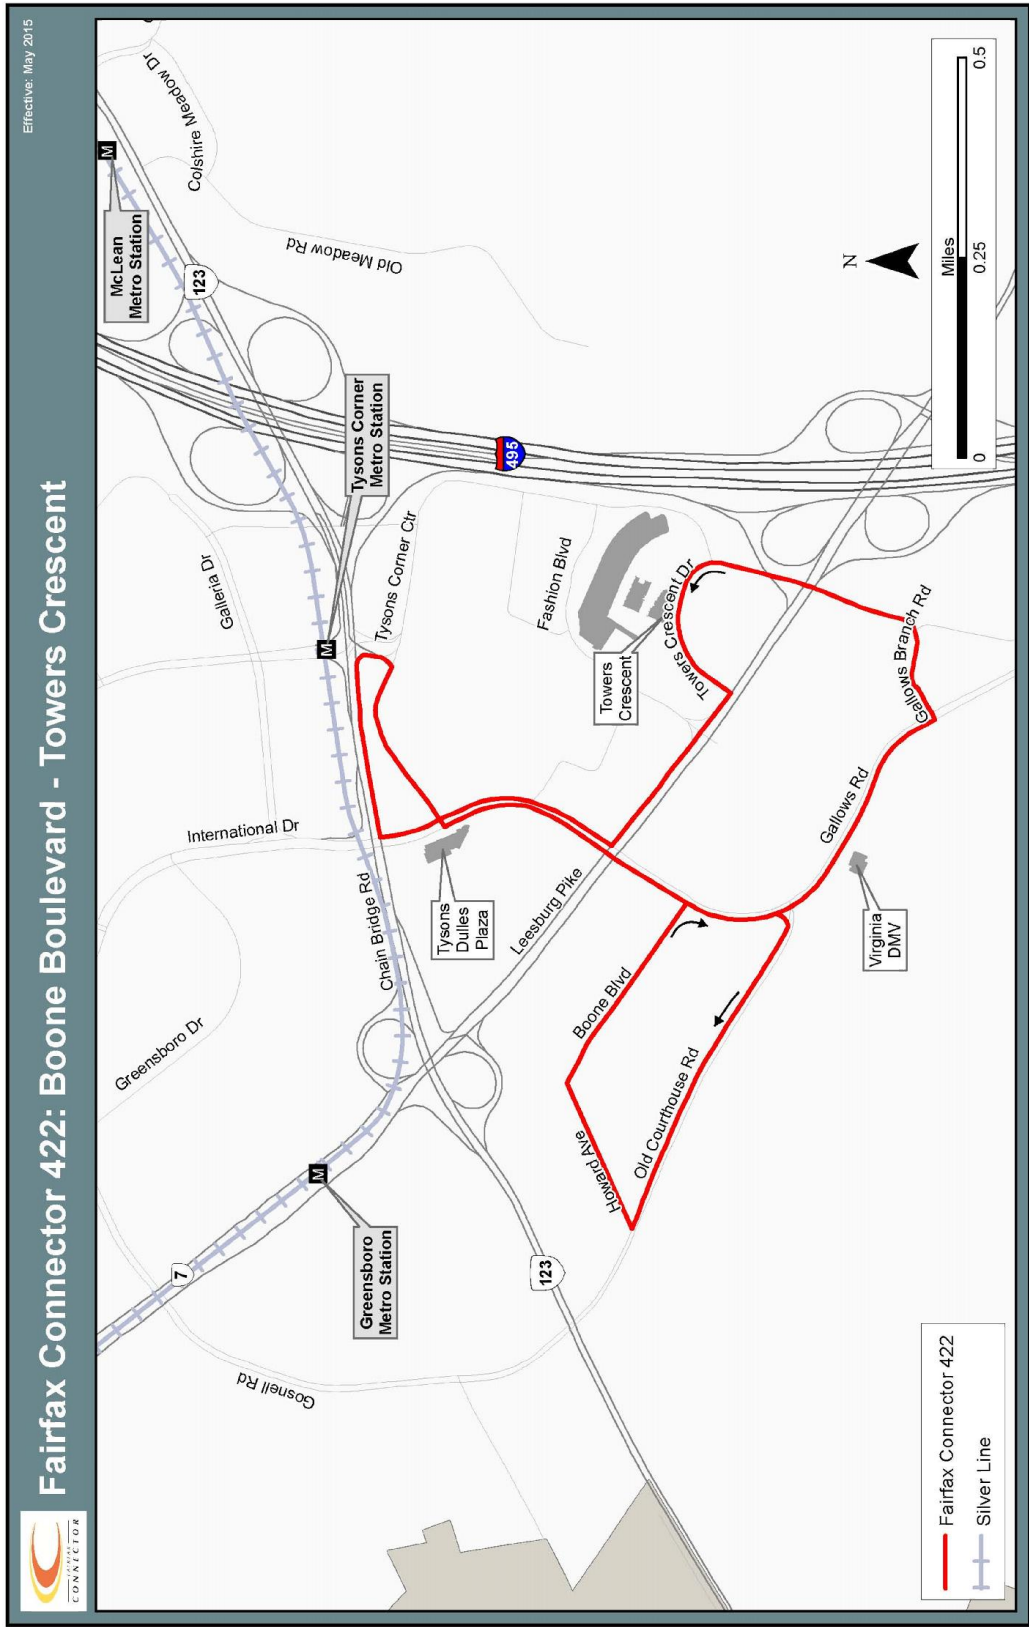 Fairfax Connector 422: Boone Boulevard - Towers Crescent
Effective: May 2015
FAIRFAX
CONNECTOR
McLean
Metro Station
M
Colshire Meadow Dr
Old Meadow Rd
123
Tysons Corner
Metro Station
M
Galleria Dr
Tysons Corner Ctr
495
International Dr
Fashion Blvd
Towers
Crescent
Towers Crescent Dr
Chain Bridge Rd
Tysons
Dulles
Plaza
Leesburg Pike
Greensboro Dr
Greensboro
Metro Station
M
7
Gosnell Rd
123
Boone Blvd
Howard Ave
Old Courthouse Rd
Gallows Rd
Gallows Branch Rd
Virginia
DMV
N
Miles
0
0.25
0.5
Fairfax Connector 422
Silver Line